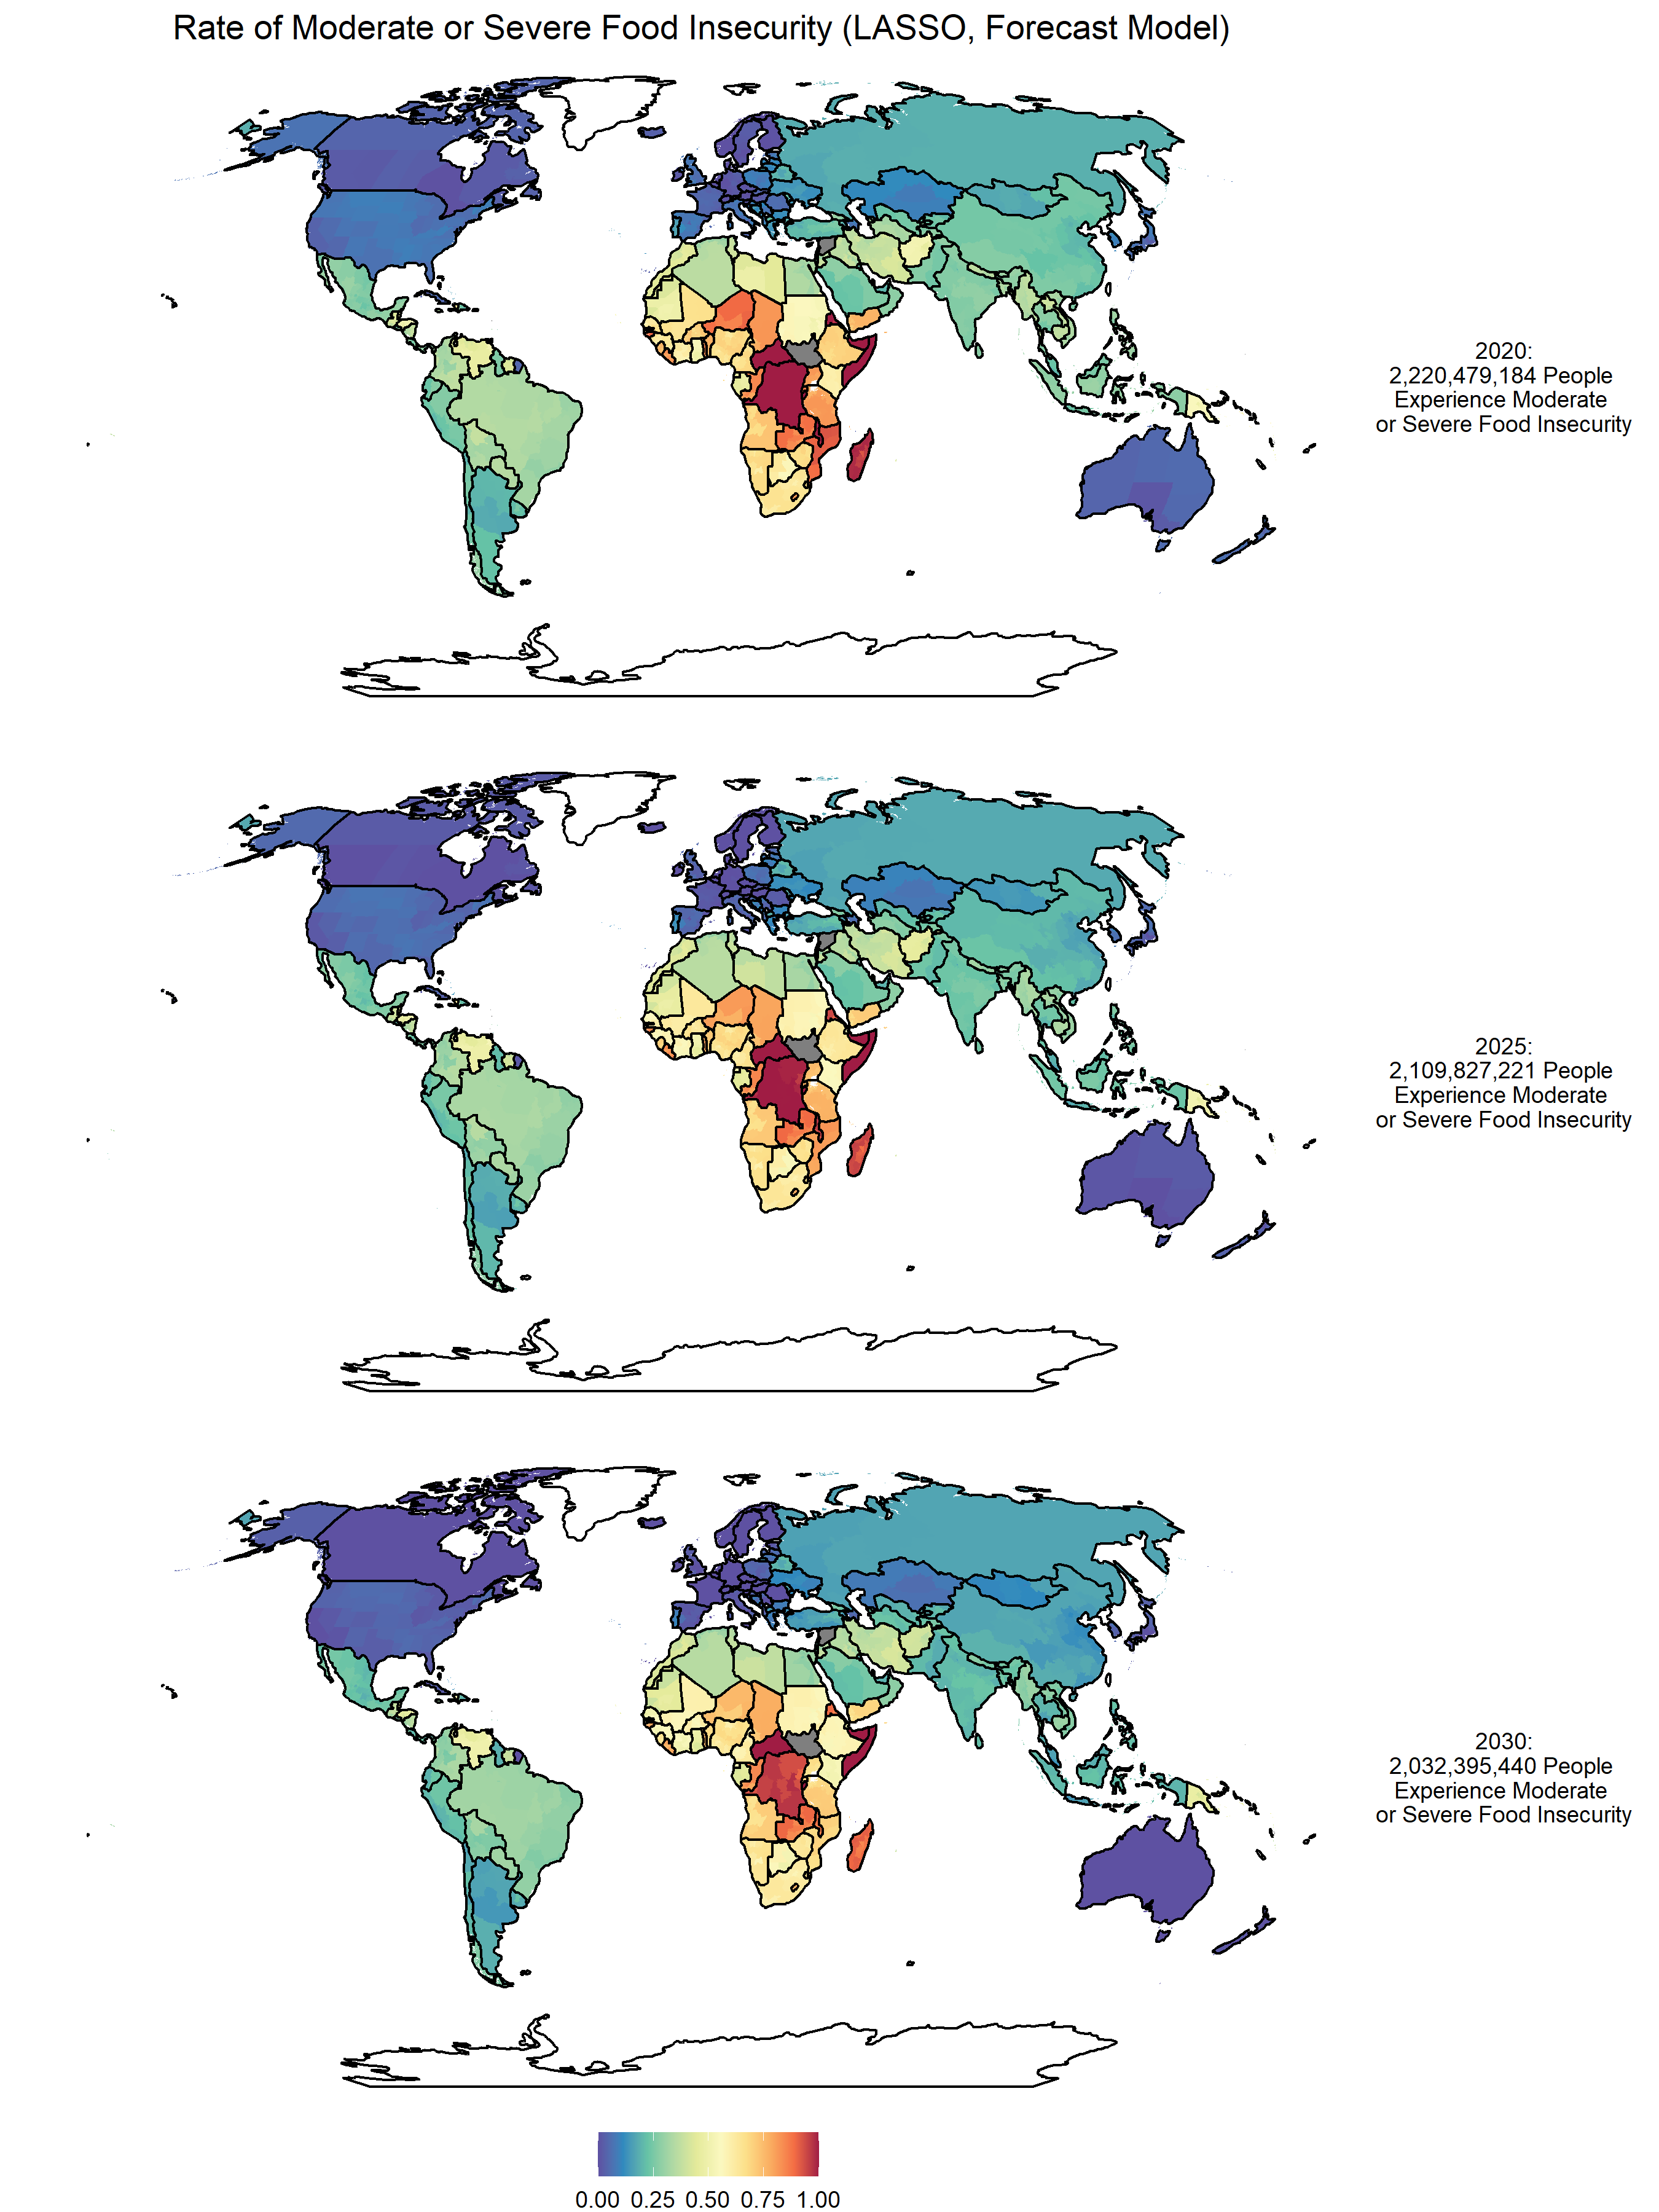 Rate of Moderate or Severe Food Insecurity (LASSO, Forecast Model)
2020:
2,220,479,184 People
Experience Moderate
or Severe Food Insecurity
2025:
2,109,827,221 People
Experience Moderate
or Severe Food Insecurity
2030:
2,032,395,440 People
Experience Moderate
or Severe Food Insecurity
0.00 0.25 0.50 0.75 1.00